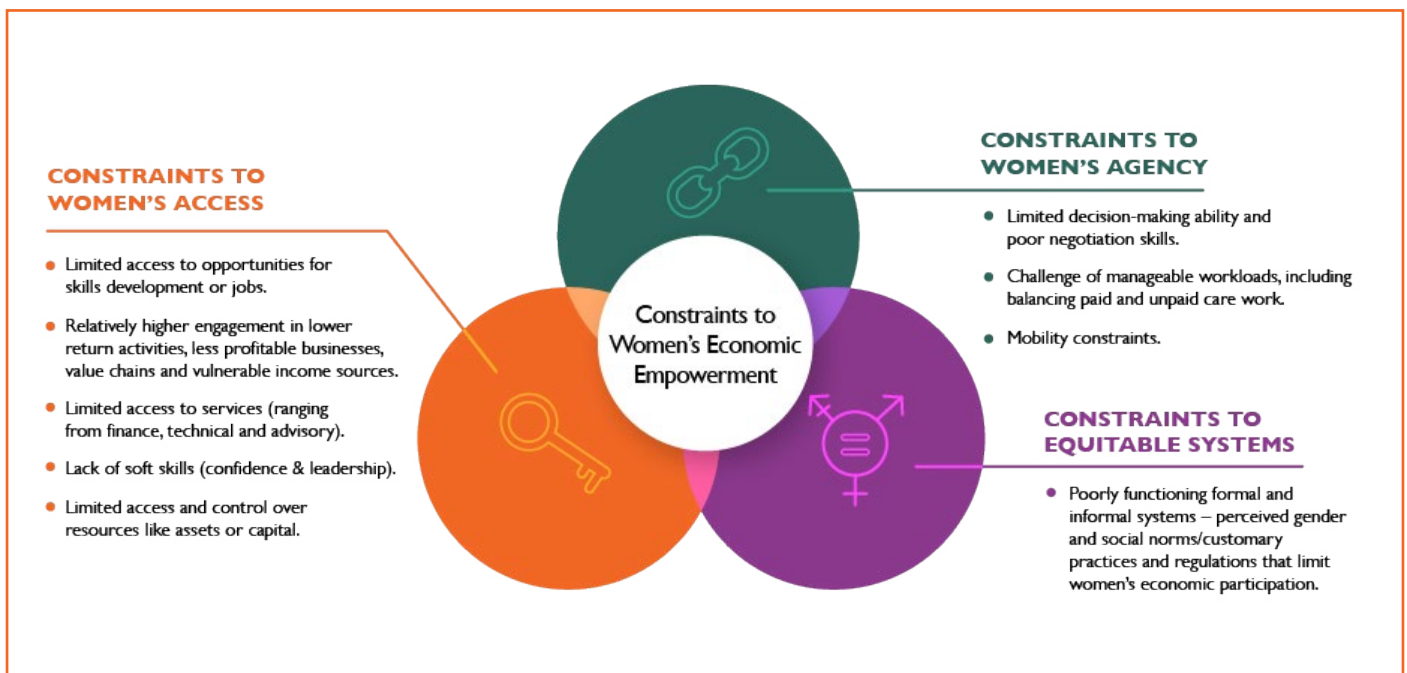 CONSTRAINTS TO
WOMEN'S ACCESS
● Limited access to opportunities for
skills development or jobs.
● Relatively higher engagement in lower
return activities, less profitable businesses,
value chains and vulnerable income sources.
● Limited access to services (ranging
from finance, technical and advisory).
● Lack of soft skills (confidence & leadership).
● Limited access and control over
resources like assets or capital.
Constraints to
Women's Economic
Empowerment
CONSTRAINTS TO
WOMEN'S AGENCY
● Limited decision-making ability and
poor negotiation skills.
● Challenge of manageable workloads, including
balancing paid and unpaid care work.
● Mobility constraints.
CONSTRAINTS TO
EQUITABLE SYSTEMS
● Poorly functioning formal and
informal systems – perceived gender
and social norms/customary
practices and regulations that limit
women's economic participation.